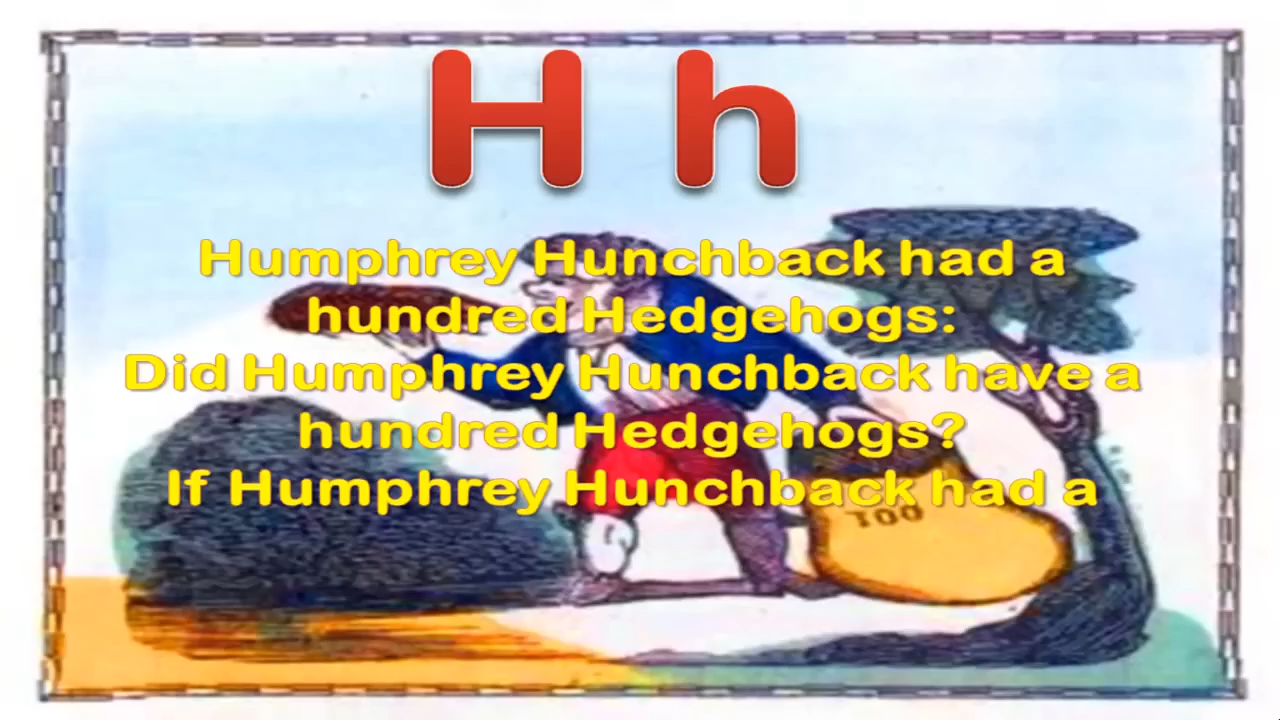 H h
Humphrey Hunchback had a
hundred Hedgehogs:
Did Humphrey Hunchback have a
hundred Hedgehogs?
If Humphrey Hunchback had a
100